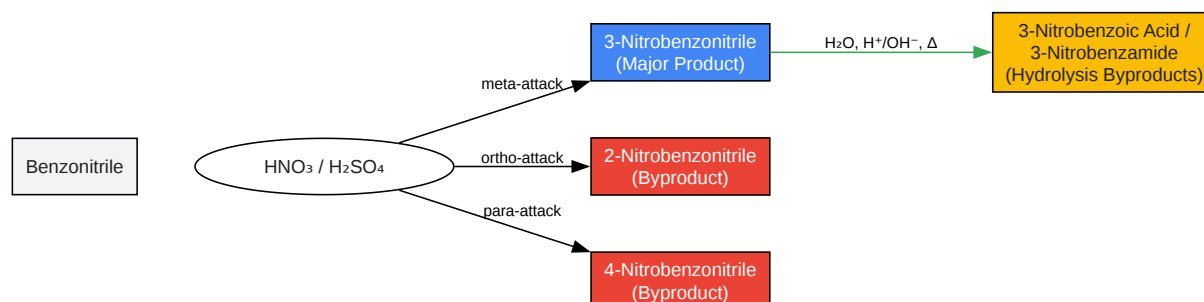 Benzonitrile
HNO₃ / H₂SO₄
meta-attack
ortho-attack
para-attack
3-Nitrobenzonitrile
(Major Product)
2-Nitrobenzonitrile
(Byproduct)
4-Nitrobenzonitrile
(Byproduct)
H₂O, H⁺/OH⁻, Δ
3-Nitrobenzoic Acid /
3-Nitrobenzamide
(Hydrolysis Byproducts)